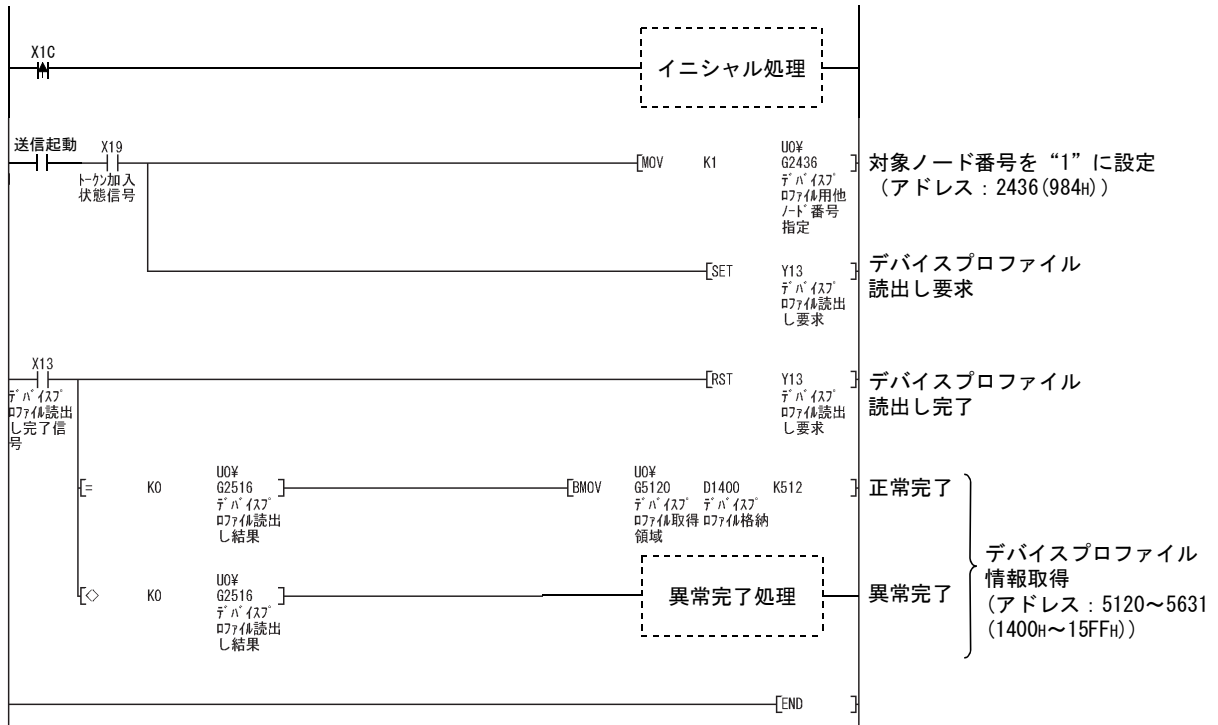 X1C
イニシャル処理
送信起動
X19
トークン加入
状態信号
[MOV K1 U0¥
G2436 ]
デバイスプ
ロファイル用他
ノード番号
指定
対象ノード番号を“1”に設定
(アドレス:2436(984H))
[SET Y13 ]
デバイスプ
ロファイル読出
し要求
デバイスプロファイル
読出し要求
X13
デバイスプ
ロファイル読出
し完了信
号
[RST Y13 ]
デバイスプ
ロファイル読出
し要求
デバイスプロファイル
読出し完了
[= K0 U0¥
G2516 ]
デバイスプ
ロファイル読出
し結果
[BMOV U0¥
G5120 D1400 K512 ]
デバイスプ デバイスプ
ロファイル取得 ロファイル格納
領域
正常完了
[<> K0 U0¥
G2516 ]
デバイスプ
ロファイル読出
し結果
異常完了処理
異常完了
デバイスプロファイル
情報取得
(アドレス:5120~5631
(1400H~15FFH))
[END ]